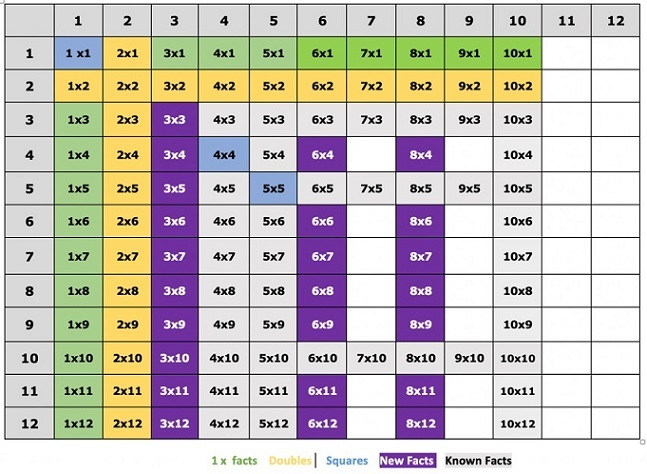 1 2 3 4 5 6 7 8 9 10 11 12
1 1 x1 2x1 3x1 4x1 5x1 6x1 7x1 8x1 9x1 10x1
2 1x2 2x2 3x2 4x2 5x2 6x2 7x2 8x2 9x2 10x2
3 1x3 2x3 3x3 4x3 5x3 6x3 7x3 8x3 9x3 10x3
4 1x4 2x4 3x4 4x4 5x4 6x4 8x4 10x4
5 1x5 2x5 3x5 4x5 5x5 6x5 7x5 8x5 9x5 10x5
6 1x6 2x6 3x6 4x6 5x6 6x6 8x6 10x6
7 1x7 2x7 3x7 4x7 5x7 6x7 8x7 10x7
8 1x8 2x8 3x8 4x8 5x8 6x8 8x8 10x8
9 1x9 2x9 3x9 4x9 5x9 6x9 8x9 10x9
10 1x10 2x10 3x10 4x10 5x10 6x10 7x10 8x10 9x10 10x10
11 1x11 2x11 3x11 4x11 5x11 6x11 8x11 10x11
12 1x12 2x12 3x12 4x12 5x12 6x12 8x12 10x12
1 x facts Doubles Squares New Facts Known Facts